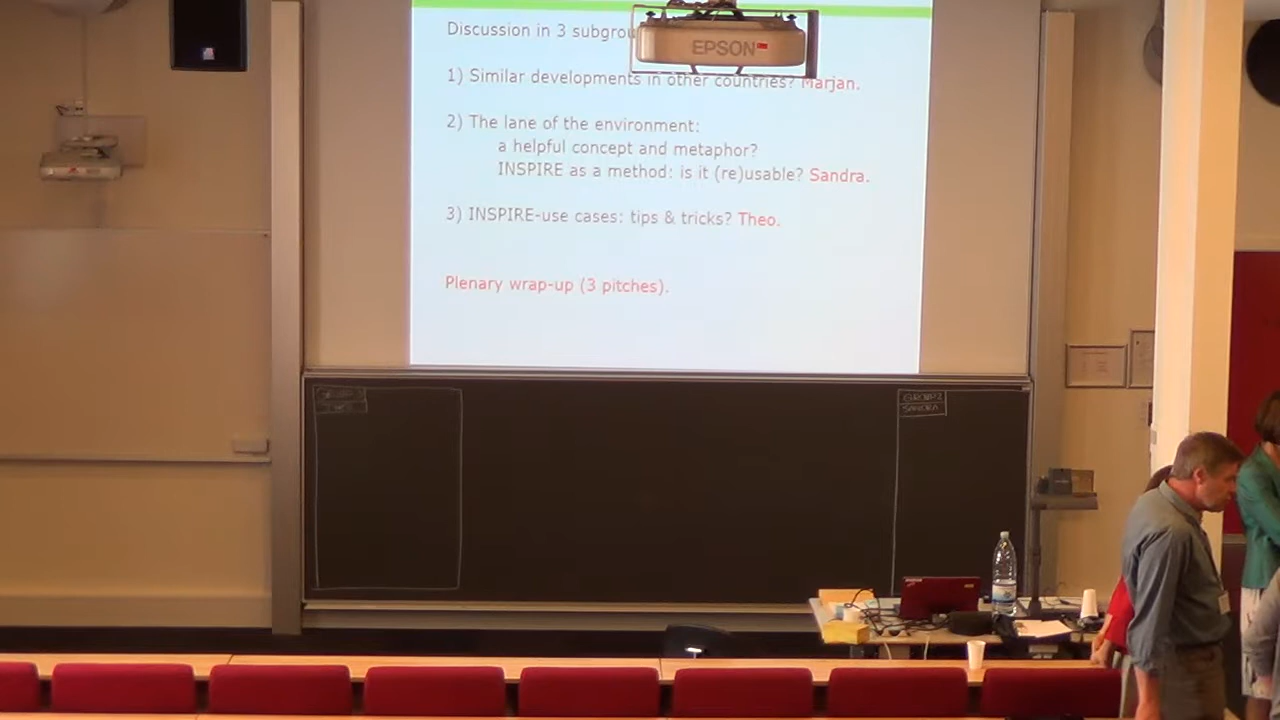 Discussion in 3 subgrou
EPSON
1) Similar developments in other countries? Marjan.
2) The lane of the environment:
a helpful concept and metaphor?
INSPIRE as a method: is it (re)usable? Sandra.
3) INSPIRE-use cases: tips & tricks? Theo.
Plenary wrap-up (3 pitches).
GROUP 2
SANDRA